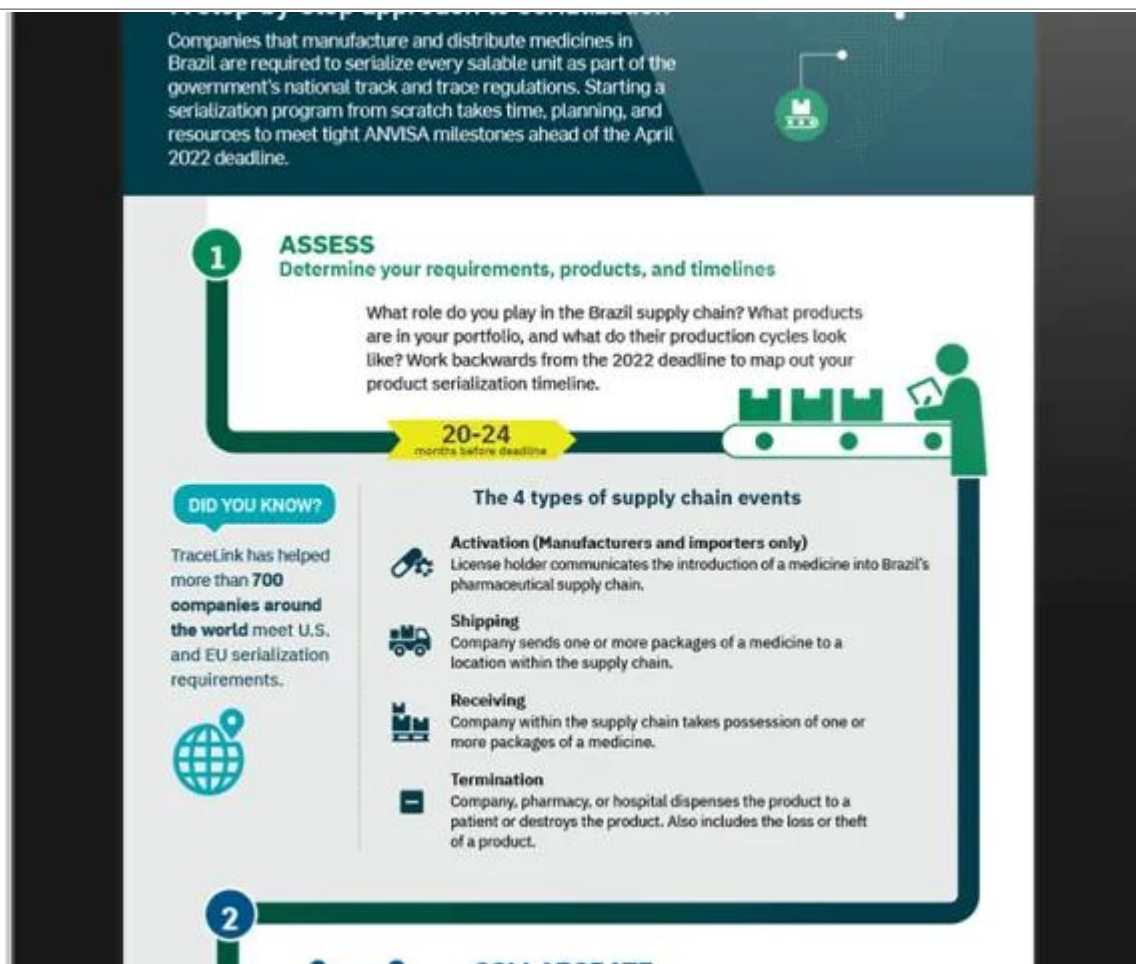 A step-by-step approach to serialization
Companies that manufacture and distribute medicines in
Brazil are required to serialize every salable unit as part of the
government's national track and trace regulations. Starting a
serialization program from scratch takes time, planning, and
resources to meet tight ANVISA milestones ahead of the April
2022 deadline.
1
ASSESS
Determine your requirements, products, and timelines
What role do you play in the Brazil supply chain? What products
are in your portfolio, and what do their production cycles look
like? Work backwards from the 2022 deadline to map out your
product serialization timeline.
20-24
months before deadline
DID YOU KNOW?
TraceLink has helped
more than 700
companies around
the world meet U.S.
and EU serialization
requirements.
The 4 types of supply chain events
Activation (Manufacturers and importers only)
License holder communicates the introduction of a medicine into Brazil's
pharmaceutical supply chain.
Shipping
Company sends one or more packages of a medicine to a
location within the supply chain.
Receiving
Company within the supply chain takes possession of one or
more packages of a medicine.
Termination
Company, pharmacy, or hospital dispenses the product to a
patient or destroys the product. Also includes the loss or theft
of a product.
2
COLLABORATE